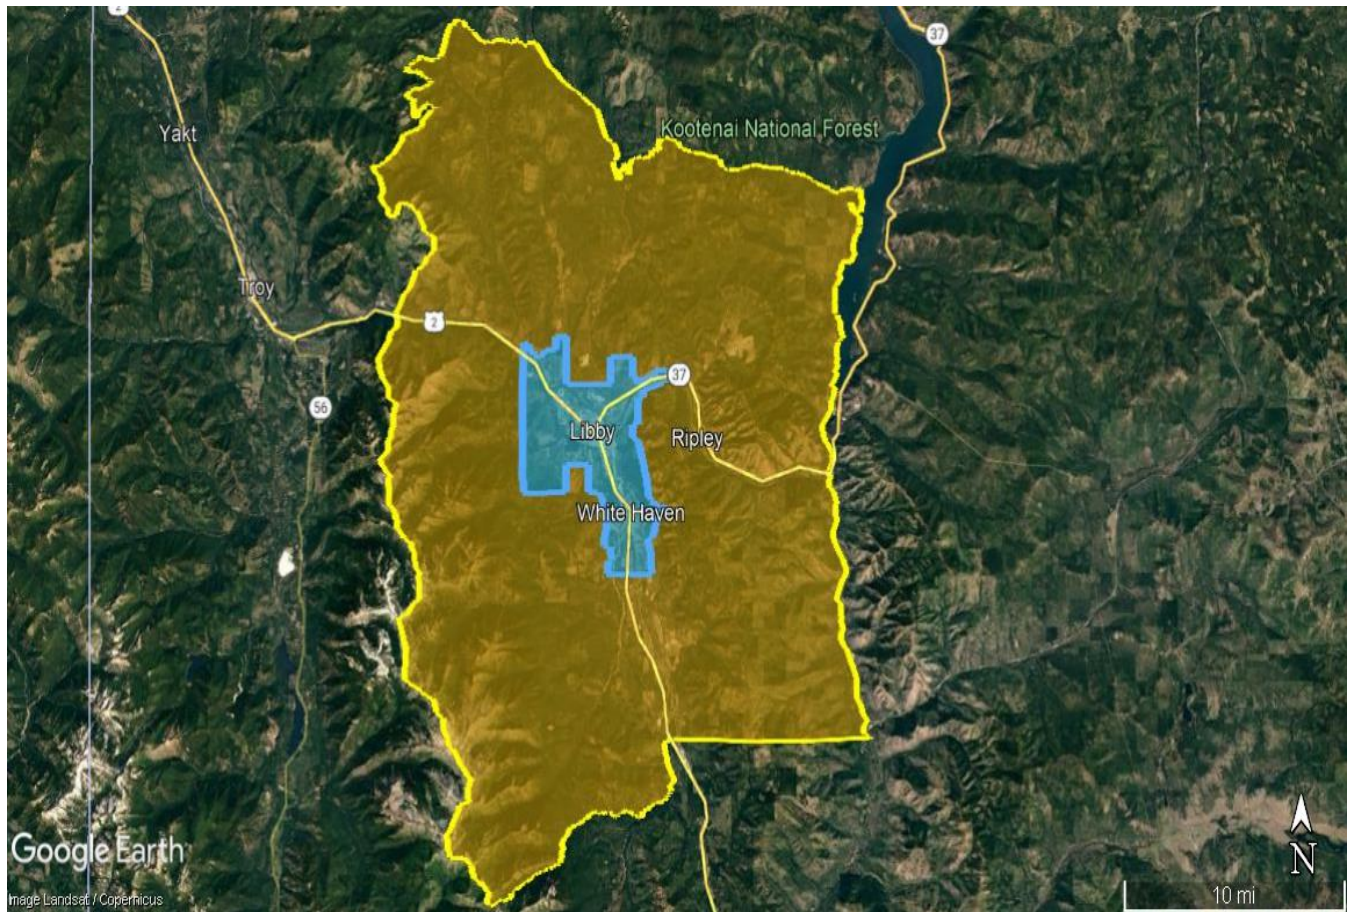 2
37
Kootenai National Forest
Yakt
Troy
2
37
56
Libby
Ripley
White Haven
Google Earth
N
Image Landsat / Copernicus
10 mi